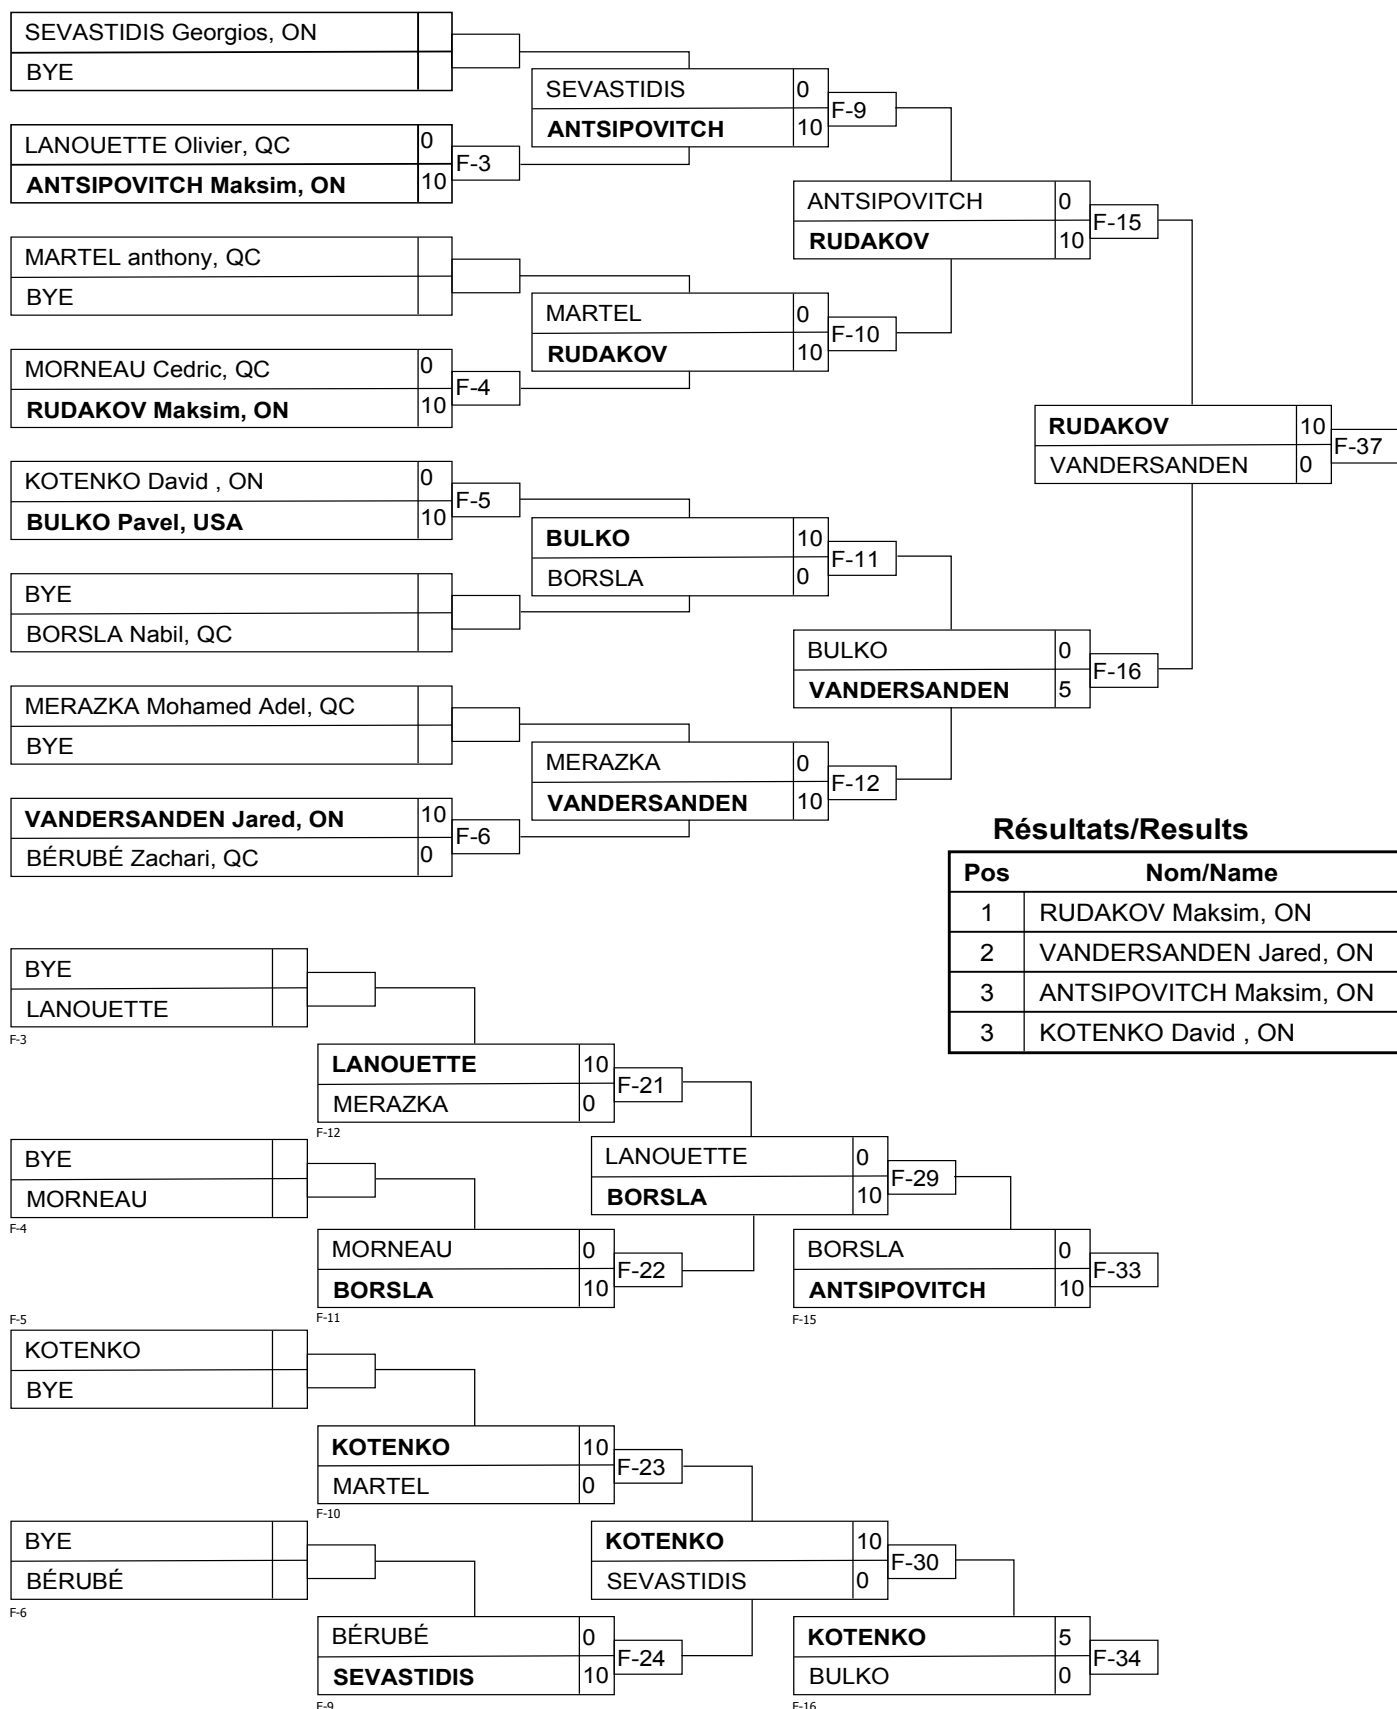 SEVASTIDIS Georgios, ON
BYE
LANOUETTE Olivier, QC 0
ANTSIPOVITCH Maksim, ON 10
F-3
MARTEL anthony, QC
BYE
MORNEAU Cedric, QC 0
RUDAKOV Maksim, ON 10
F-4
KOTENKO David , ON 0
BULKO Pavel, USA 10
F-5
BYE
BORSLA Nabil, QC
MERAZKA Mohamed Adel, QC
BYE
VANDERSANDEN Jared, ON 10
BÉRUBÉ Zachari, QC 0
F-6
SEVASTIDIS 0
ANTSIPOVITCH 10
F-9
MARTEL 0
RUDAKOV 10
F-10
BULKO 10
BORSLA 0
F-11
MERAZKA 0
VANDERSANDEN 10
F-12
ANTSIPOVITCH 0
RUDAKOV 10
F-15
BULKO 0
VANDERSANDEN 5
F-16
RUDAKOV 10
VANDERSANDEN 0
F-37
Résultats/Results
Pos Nom/Name
1 RUDAKOV Maksim, ON
2 VANDERSANDEN Jared, ON
3 ANTSIPOVITCH Maksim, ON
3 KOTENKO David , ON
BYE
LANOUETTE
F-3
BYE
MORNEAU
F-4
F-5
KOTENKO
BYE
BYE
BÉRUBÉ
F-6
LANOUETTE 10
MERAZKA 0
F-21
F-12
MORNEAU 0
BORSLA 10
F-22
F-11
KOTENKO 10
MARTEL 0
F-23
F-10
BÉRUBÉ 0
SEVASTIDIS 10
F-24
F-9
LANOUETTE 0
BORSLA 10
F-29
KOTENKO 10
SEVASTIDIS 0
F-30
BORSLA 0
ANTSIPOVITCH 10
F-33
F-15
KOTENKO 5
BULKO 0
F-34
F-16